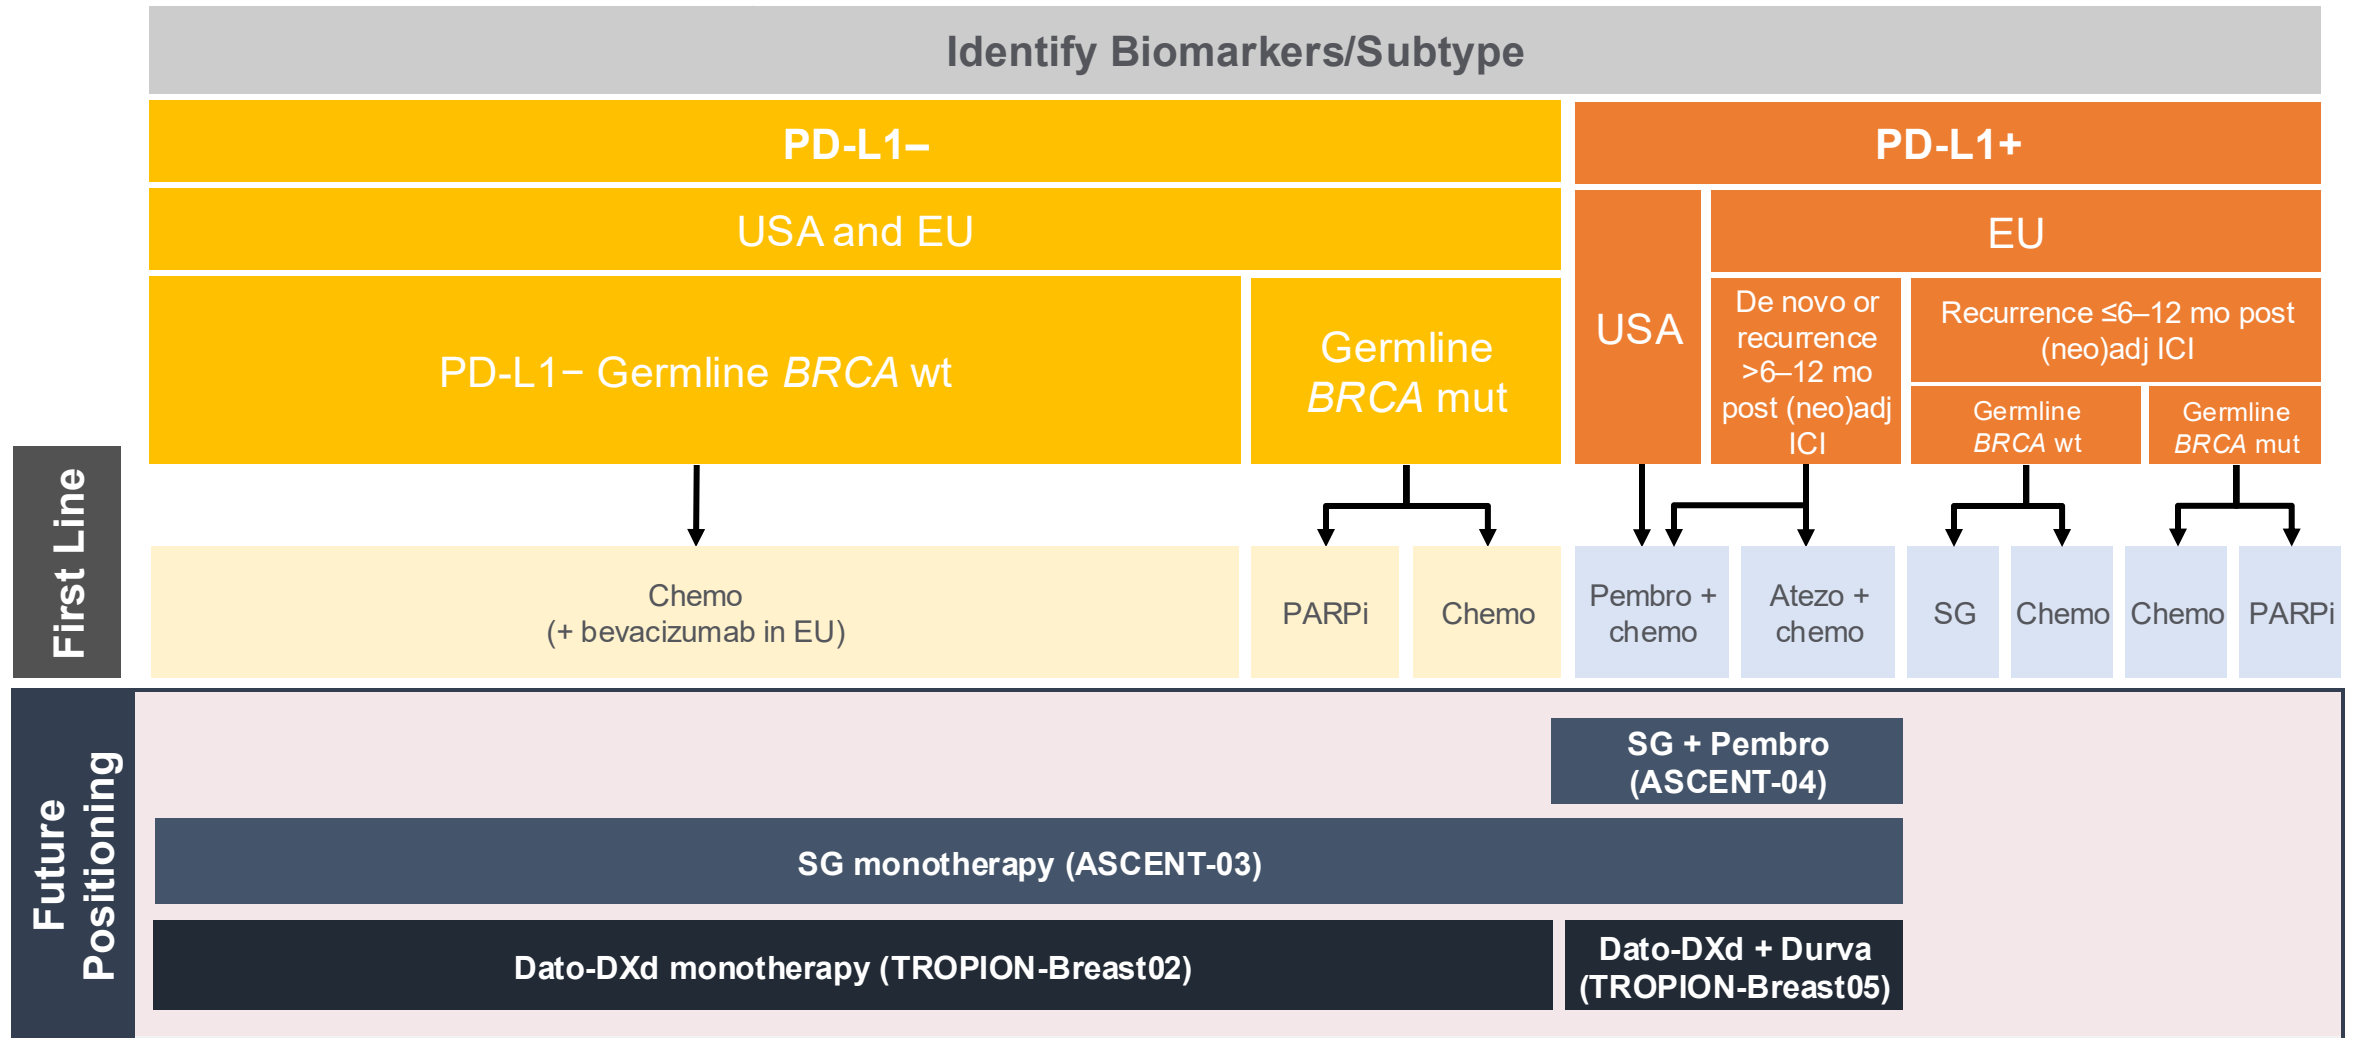 Identify Biomarkers/Subtype
PD-L1–
PD-L1+
USA and EU
USA
EU
PD-L1− Germline BRCA wt
Germline
BRCA mut
De novo or
recurrence
>6–12 mo
post (neo)adj
ICI
Recurrence ≤6–12 mo post
(neo)adj ICI
Germline
BRCA wt
Germline
BRCA mut
First Line
Chemo
(+ bevacizumab in EU)
PARPi
Chemo
Pembro +
chemo
Atezo +
chemo
SG
Chemo
Chemo
PARPi
Future
Positioning
SG + Pembro
(ASCENT-04)
SG monotherapy (ASCENT-03)
Dato-DXd monotherapy (TROPION-Breast02)
Dato-DXd + Durva
(TROPION-Breast05)